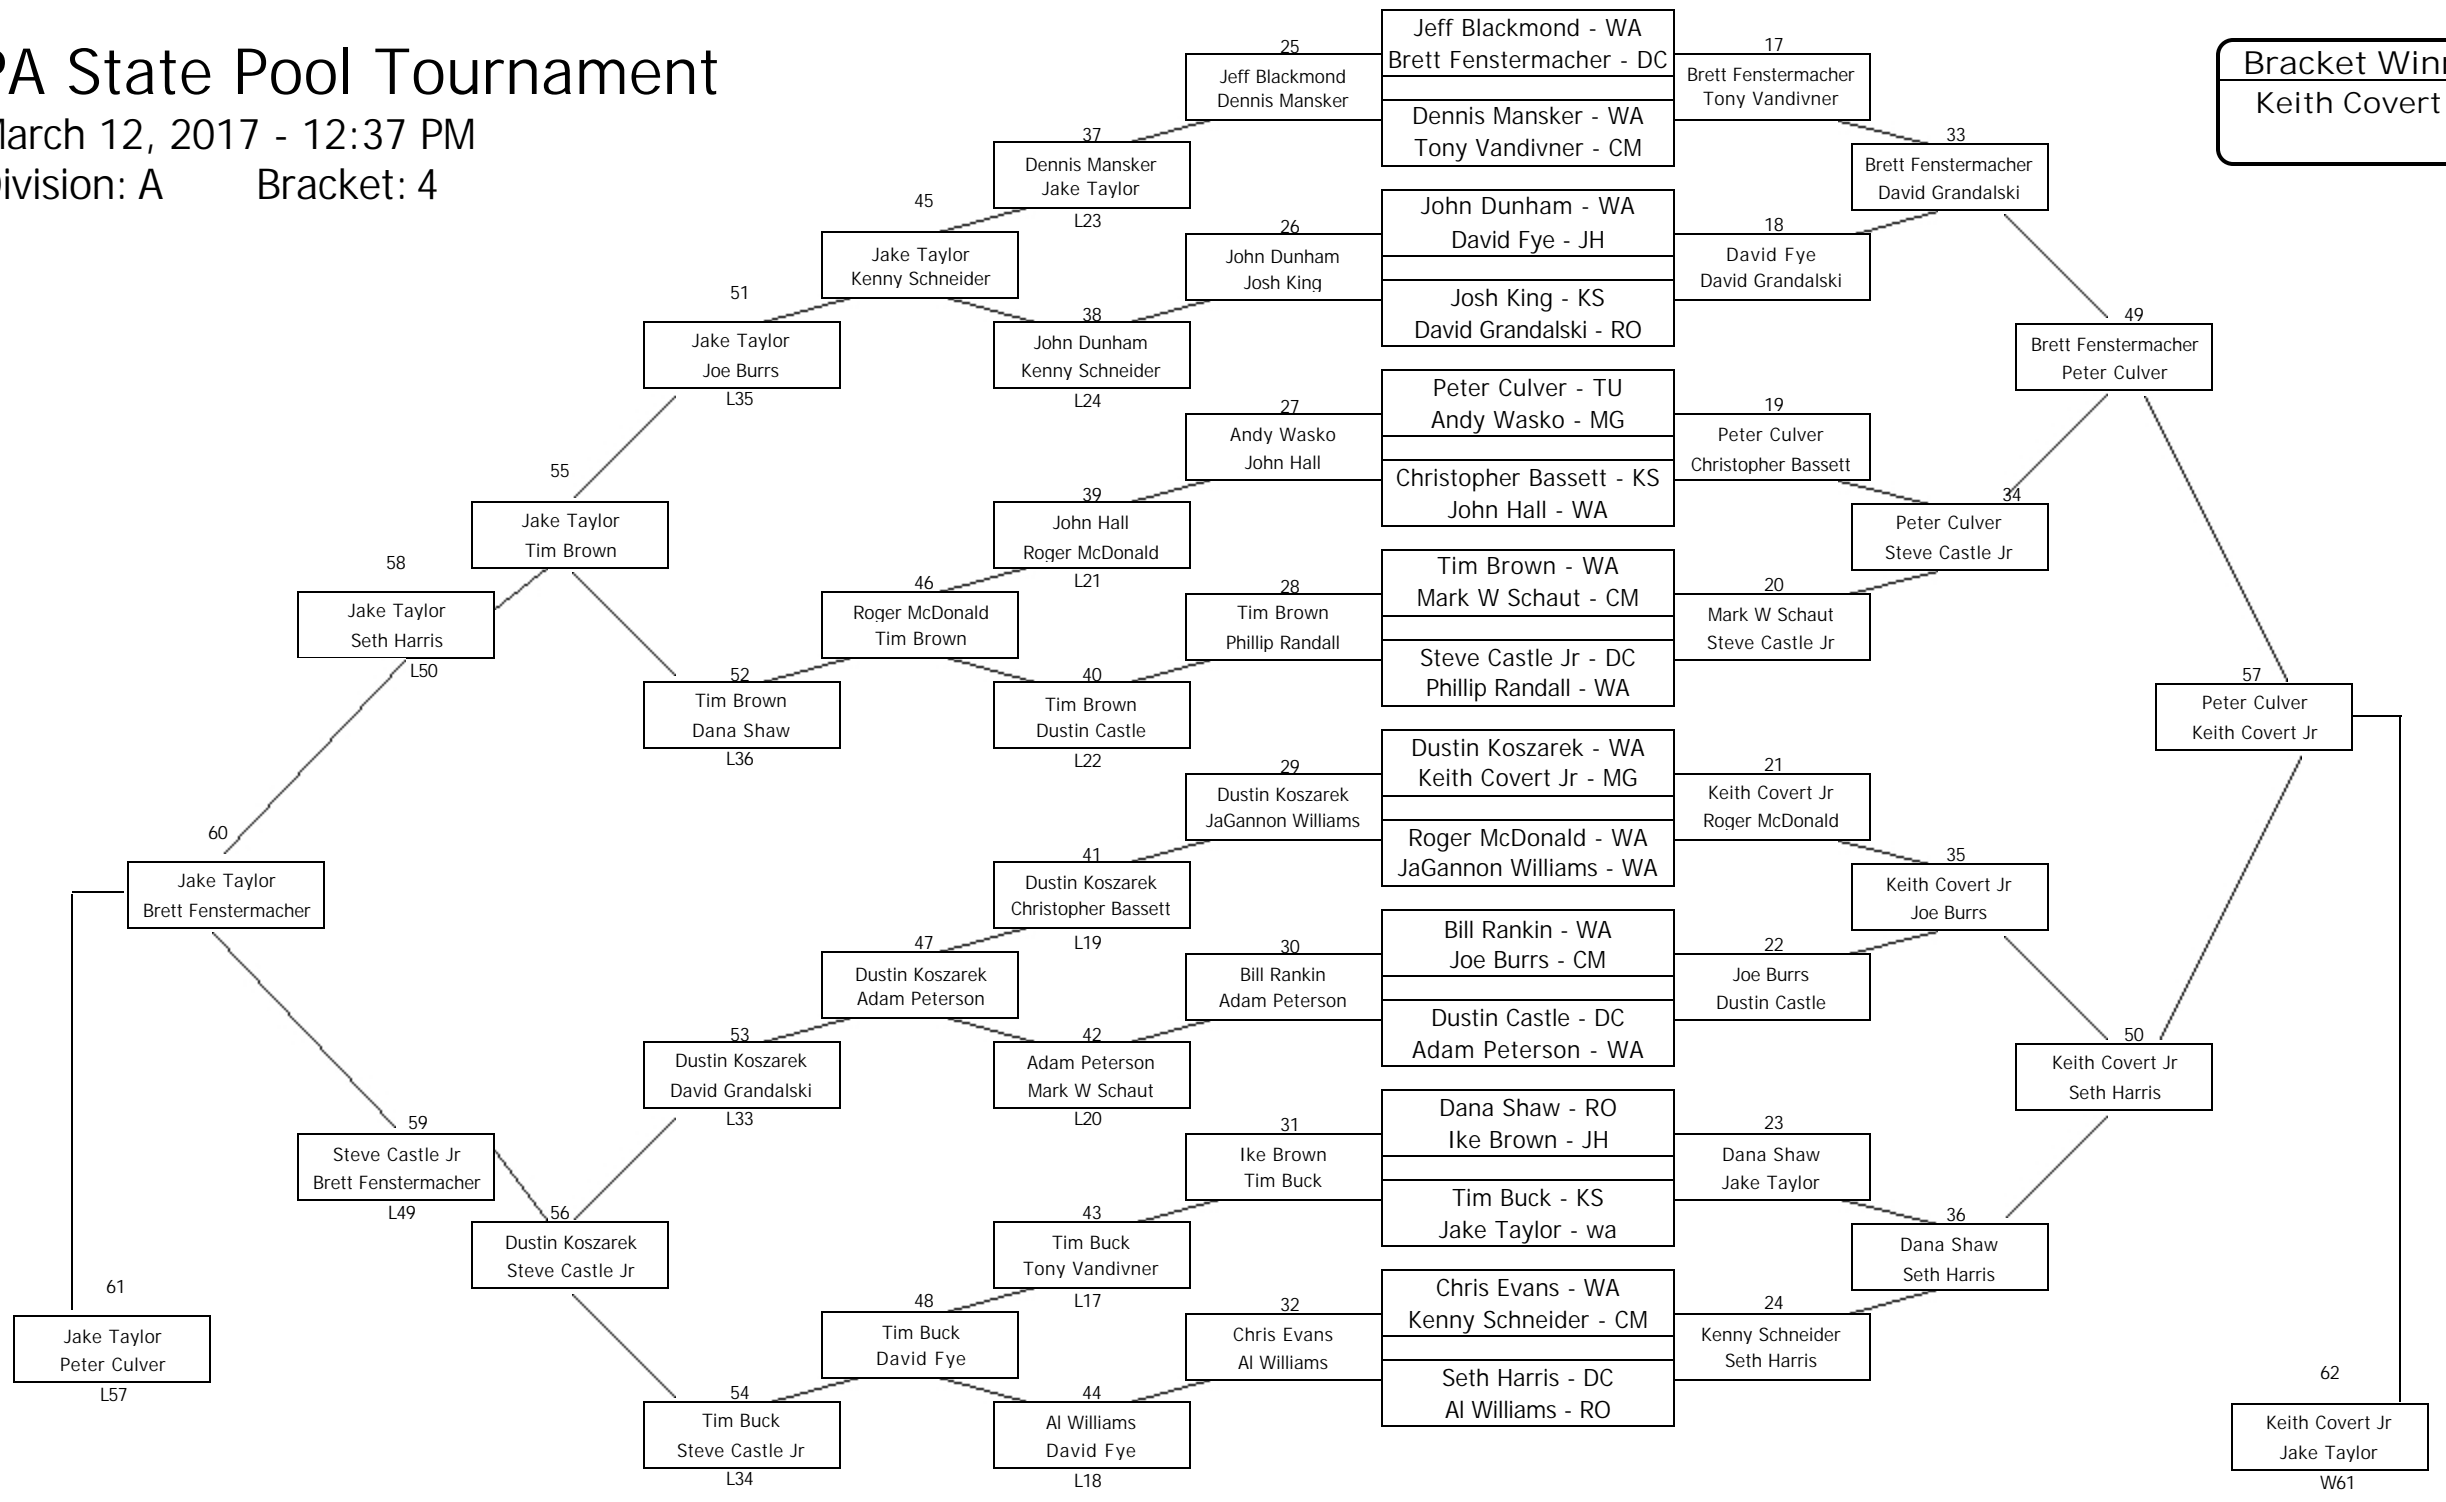 PA State Pool Tournament
March 12, 2017 - 12:37 PM
Division: A Bracket: 4
Bracket Win
Keith Covert
25
Jeff Blackmond
Dennis Mansker
26
John Dunham
Josh King
27
Andy Wasko
John Hall
28
Tim Brown
Phillip Randall
29
Dustin Koszarek
JaGannon Williams
30
Bill Rankin
Adam Peterson
31
Ike Brown
Tim Buck
32
Chris Evans
Al Williams
Jeff Blackmond - WA
Brett Fenstermacher - DC
Dennis Mansker - WA
Tony Vandivner - CM
John Dunham - WA
David Fye - JH
Josh King - KS
David Grandalski - RO
Peter Culver - TU
Andy Wasko - MG
Christopher Bassett - KS
John Hall - WA
Tim Brown - WA
Mark W Schaut - CM
Steve Castle Jr - DC
Phillip Randall - WA
Dustin Koszarek - WA
Keith Covert Jr - MG
Roger McDonald - WA
JaGannon Williams - WA
Bill Rankin - WA
Joe Burrs - CM
Dustin Castle - DC
Adam Peterson - WA
Dana Shaw - RO
Ike Brown - JH
Tim Buck - KS
Jake Taylor - wa
Chris Evans - WA
Kenny Schneider - CM
Seth Harris - DC
Al Williams - RO
17
Brett Fenstermacher
Tony Vandivner
18
David Fye
David Grandalski
19
Peter Culver
Christopher Bassett
20
Mark W Schaut
Steve Castle Jr
21
Keith Covert Jr
Roger McDonald
22
Joe Burrs
Dustin Castle
23
Dana Shaw
Jake Taylor
24
Kenny Schneider
Seth Harris
33
Brett Fenstermacher
David Grandalski
34
Peter Culver
Steve Castle Jr
35
Keith Covert Jr
Joe Burrs
36
Dana Shaw
Seth Harris
49
Brett Fenstermacher
Peter Culver
50
Keith Covert Jr
Seth Harris
57
Peter Culver
Keith Covert Jr
62
Keith Covert Jr
Jake Taylor
W61
37
Dennis Mansker
Jake Taylor
L23
38
John Dunham
Kenny Schneider
L24
39
John Hall
Roger McDonald
L21
40
Tim Brown
Dustin Castle
L22
41
Dustin Koszarek
Christopher Bassett
L19
42
Adam Peterson
Mark W Schaut
L20
43
Tim Buck
Tony Vandivner
L17
44
Al Williams
David Fye
L18
45
Jake Taylor
Kenny Schneider
46
Roger McDonald
Tim Brown
47
Dustin Koszarek
Adam Peterson
48
Tim Buck
David Fye
51
Jake Taylor
Joe Burrs
L35
52
Tim Brown
Dana Shaw
L36
53
Dustin Koszarek
David Grandalski
L33
54
Tim Buck
Steve Castle Jr
L34
55
Jake Taylor
Tim Brown
56
Dustin Koszarek
Steve Castle Jr
58
Jake Taylor
Seth Harris
L50
59
Steve Castle Jr
Brett Fenstermacher
L49
60
Jake Taylor
Brett Fenstermacher
61
Jake Taylor
Peter Culver
L57